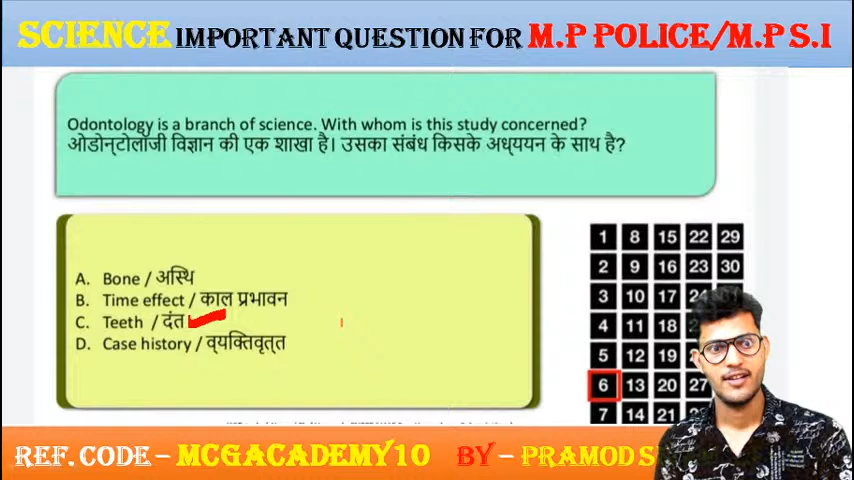 SCIENCE IMPORTANT QUESTION FOR M.P POLICE/M.P S.I
Odontology is a branch of science. With whom is this study concerned?
ओडोन्टोलॉजी विज्ञान की एक शाखा है। उसका संबंध किसके अध्ययन के साथ है?
A. Bone / अस्थि
B. Time effect / काल प्रभावन
C. Teeth / दंत
D. Case history / व्यक्तिवृत्त
1 8 15 22 29
2 9 16 23 30
3 10 17 24
4 11 18
5 12 19
6 13 20 27
7 14 21
REF. CODE - MCGACADEMY10 BY - PRAMOD